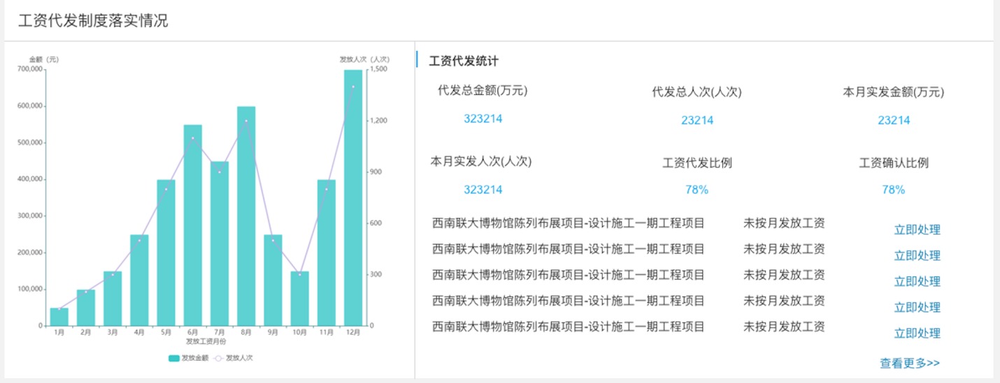 工资代发制度落实情况
金额（元）
发放人次（人次）
700,000
600,000
500,000
400,000
300,000
200,000
100,000
0
1,500
1,200
900
600
300
0
1月 2月 3月 4月 5月 6月 7月 8月 9月 10月 11月 12月
发放工资月份
发放金额 发放人次
工资代发统计
代发总金额(万元) 代发总人次(人次) 本月实发金额(万元)
323214 23214 23214
本月实发人次(人次) 工资代发比例 工资确认比例
323214 78% 78%
西南联大博物馆陈列布展项目-设计施工一期工程项目 未按月发放工资 立即处理
西南联大博物馆陈列布展项目-设计施工一期工程项目 未按月发放工资 立即处理
西南联大博物馆陈列布展项目-设计施工一期工程项目 未按月发放工资 立即处理
西南联大博物馆陈列布展项目-设计施工一期工程项目 未按月发放工资 立即处理
西南联大博物馆陈列布展项目-设计施工一期工程项目 未按月发放工资 立即处理
查看更多>>